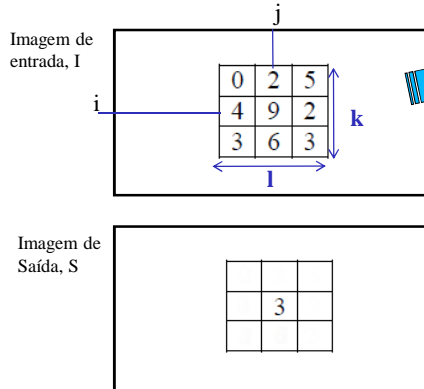 j
Imagem de
entrada, I
0 2 5
i
4 9 2
k
3 6 3
l
Imagem de
Saída, S
3